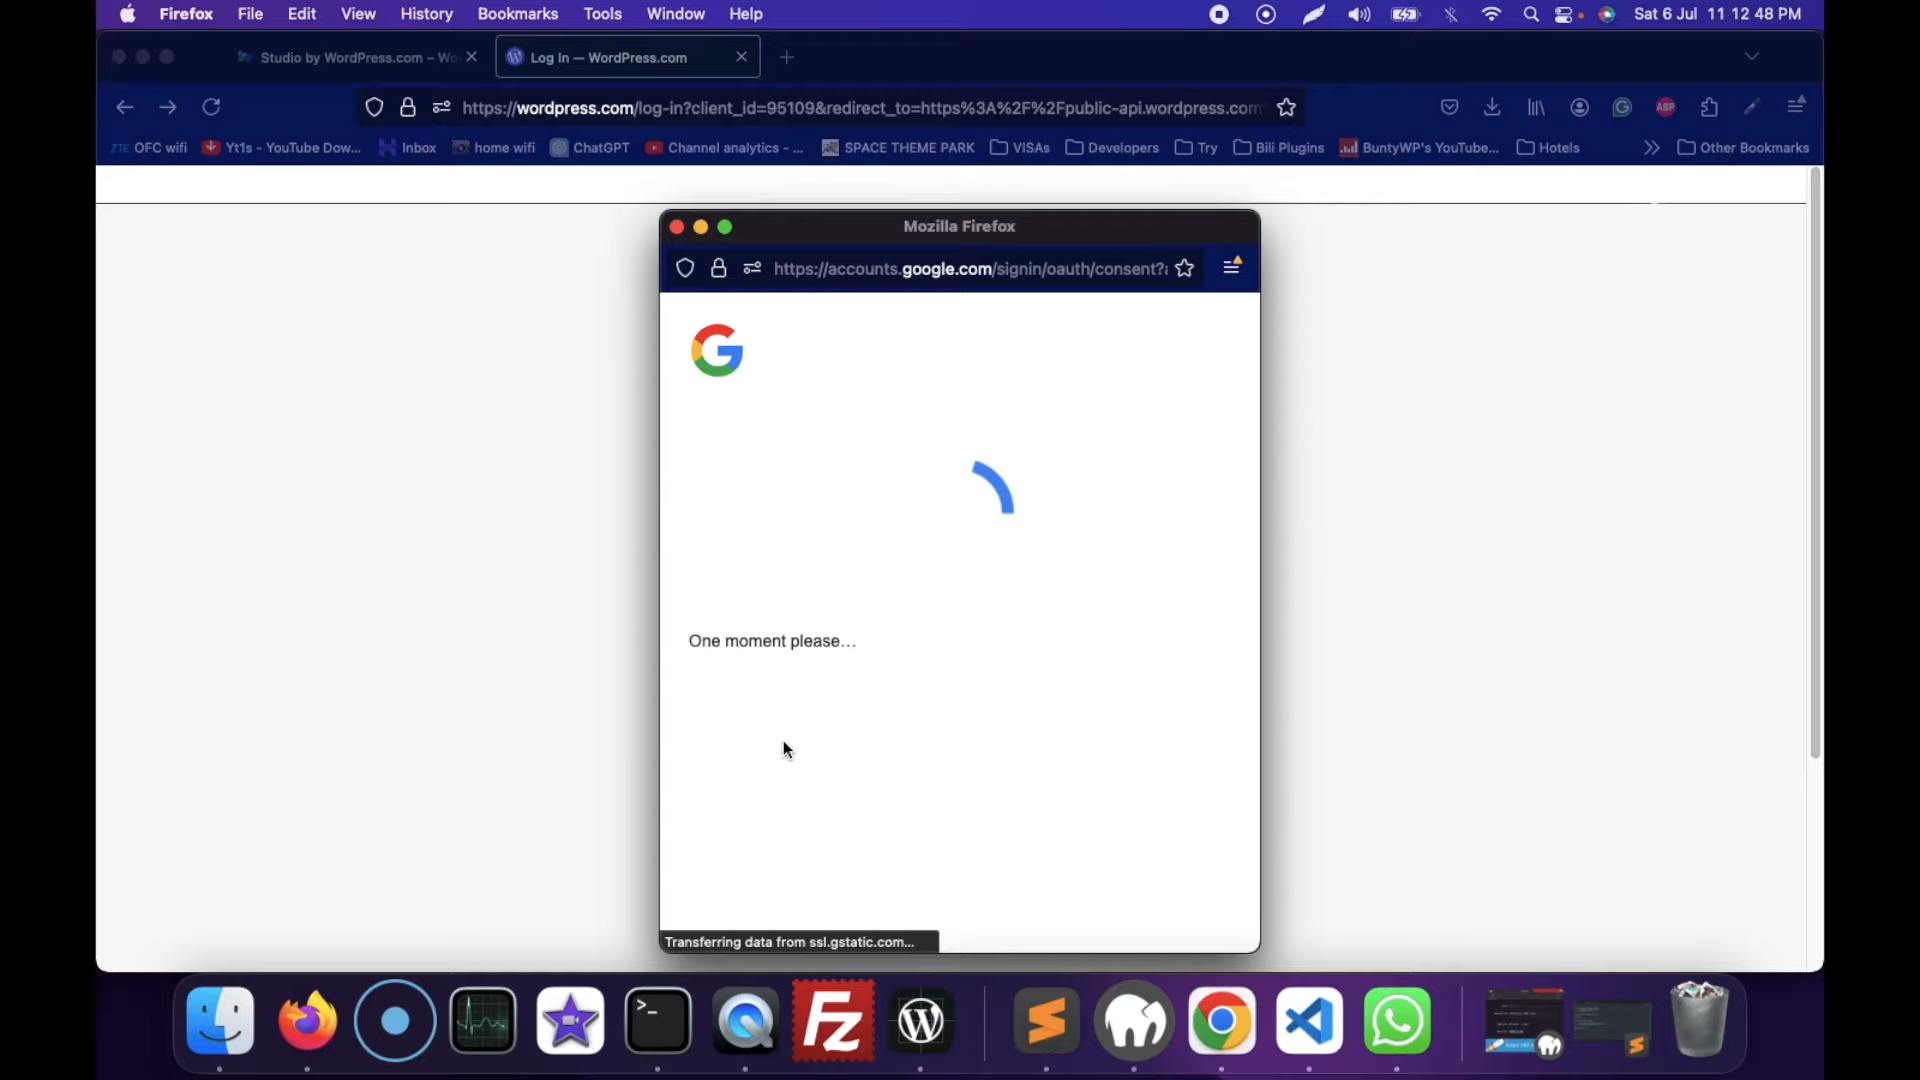 Firefox File Edit View History Bookmarks Tools Window Help Sat 6 Jul 11 12 48 PM
Studio by WordPress.com – Wo Log In — WordPress.com
https://wordpress.com/log-in?client_id=95109&redirect_to=https%3A%2F%2Fpublic-api.wordpress.com ABP
ZTE OFC wifi Yt1s - YouTube Dow... Inbox home wifi ChatGPT Channel analytics - ... SPACE THEME PARK VISAs Developers Try Bili Plugins BuntyWP's YouTube... Hotels Other Bookmarks
Mozilla Firefox
https://accounts.google.com/signin/oauth/consent?
One moment please…
Transferring data from ssl.gstatic.com...